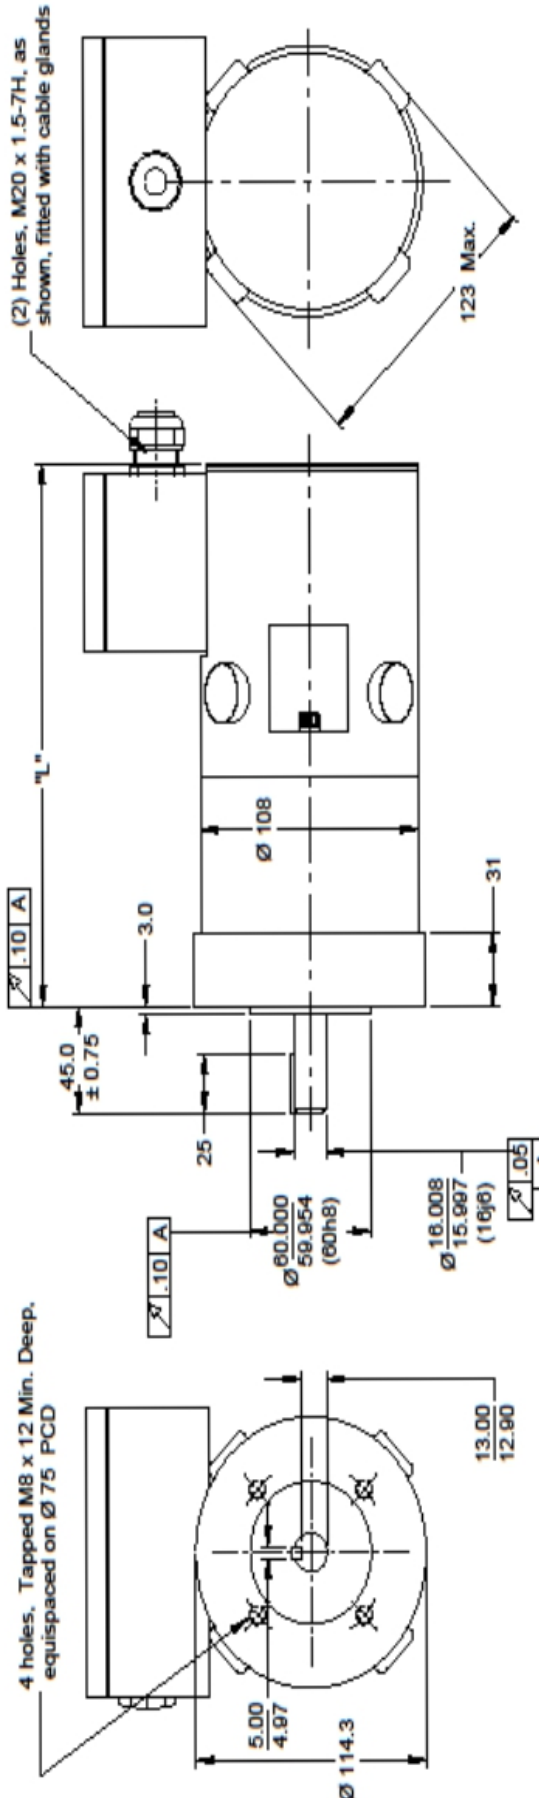 4 holes, Tapped M8 x 12 Min. Deep,
equispaced on Ø 75 PCD
5.00
4.97
Ø 114.3
13.00
12.90
.10 A
Ø 60.000
59.954
(60h8)
Ø 16.008
15.997
(16j6)
.05
25
45.0
± 0.75
3.0
.10 A
31
Ø 108
"L"
(2) Holes, M20 x 1.5-7H, as
shown, fitted with cable glands
123 Max.